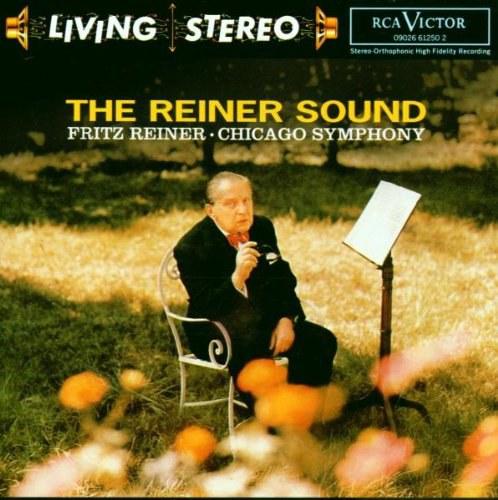 LIVING STEREO
RCA VICTOR
09026 61250 2
Stereo-Orthophonic High Fidelity Recording
THE REINER SOUND
FRITZ REINER · CHICAGO SYMPHONY